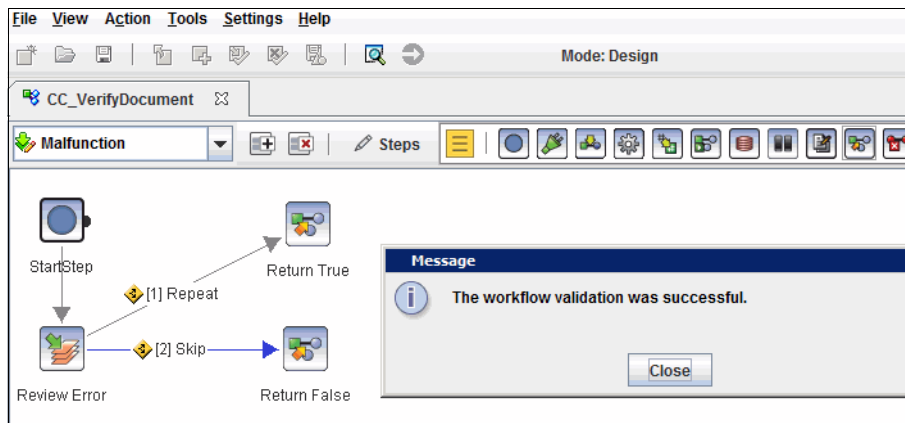 File View Action Tools Settings Help
Mode: Design
CC_VerifyDocument
Malfunction
Steps
StartStep
Return True
[1] Repeat
[2] Skip
Review Error
Return False
Message
The workflow validation was successful.
Close